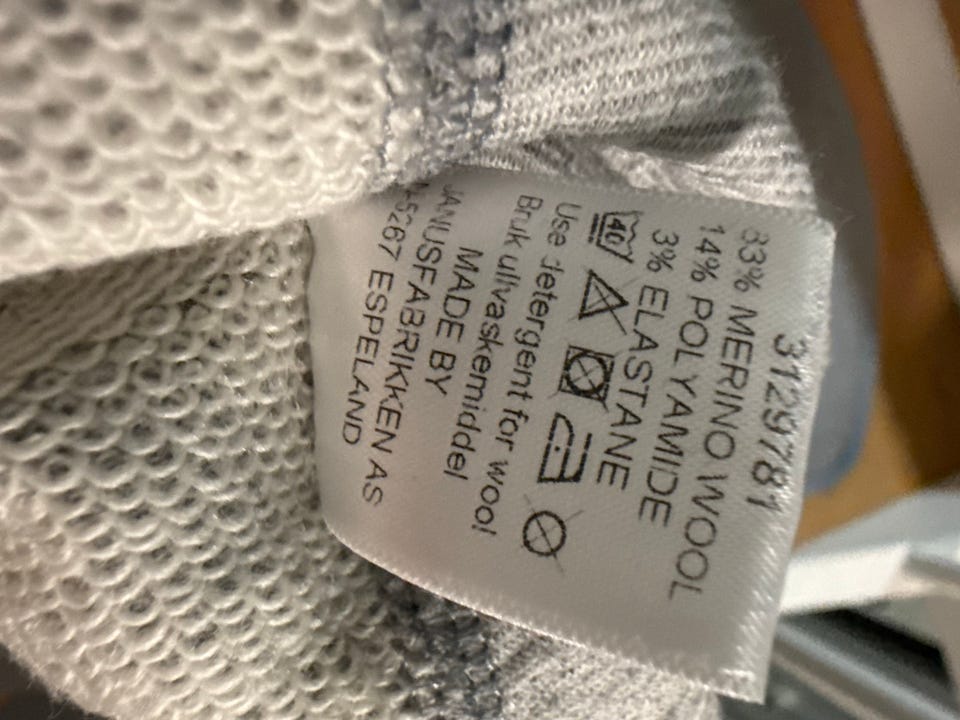 3129781
83% MERINO WOOL
14% POLYAMIDE
3% ELASTANE
40
Use detergent for wool
Bruk ullvaskemiddel
MADE BY
JANUSFABRIKKEN AS
N-5267 ESPELAND